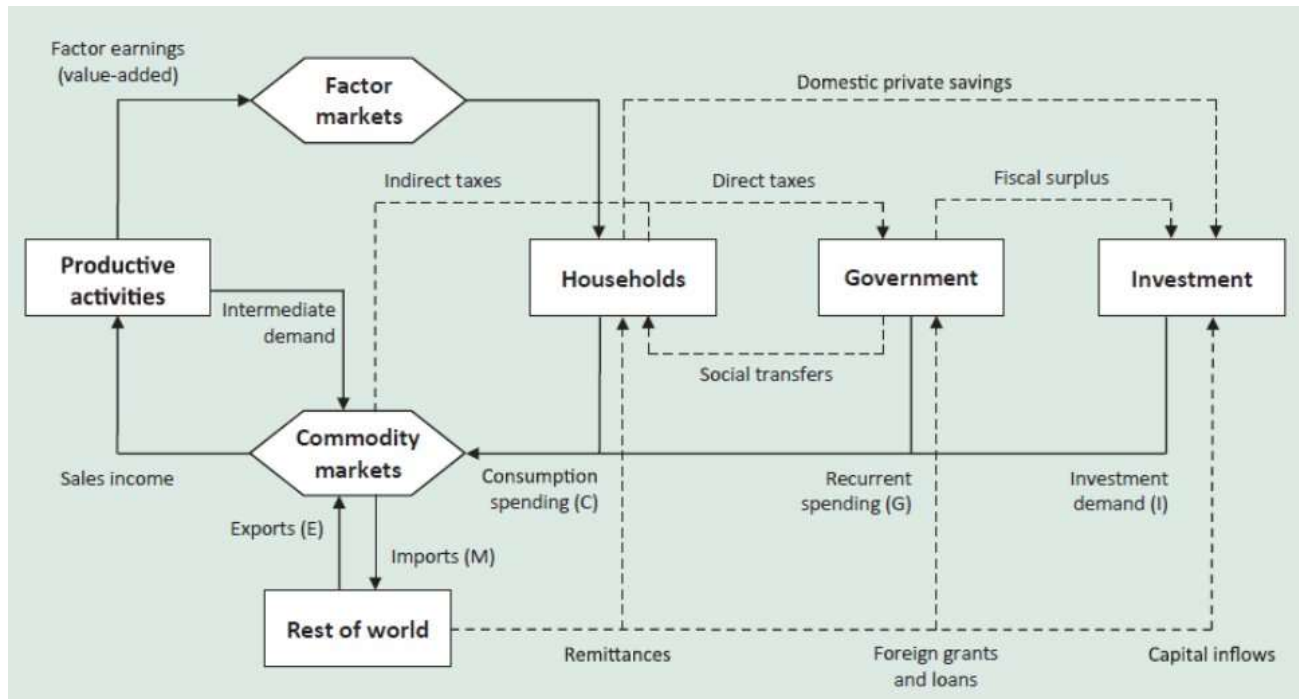 Factor earnings
(value-added)
Factor
markets
Domestic private savings
Indirect taxes
Direct taxes
Fiscal surplus
Productive
activities
Households
Government
Investment
Intermediate
demand
Social transfers
Commodity
markets
Sales income
Consumption
spending (C)
Recurrent
spending (G)
Investment
demand (I)
Exports (E)
Imports (M)
Rest of world
Remittances
Foreign grants
and loans
Capital inflows